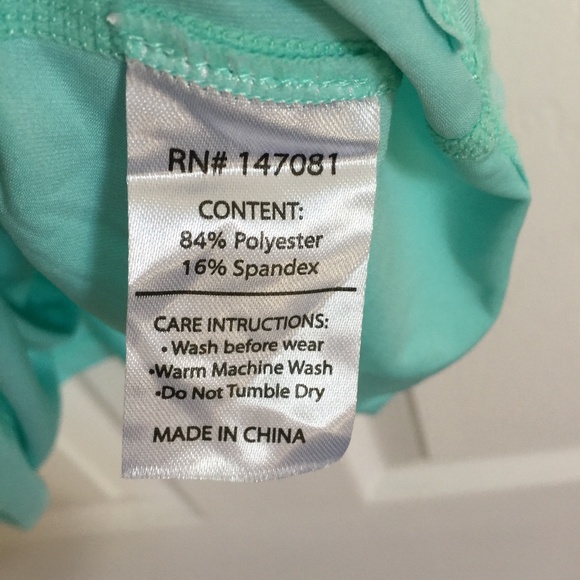 RN# 147081
CONTENT:
84% Polyester
16% Spandex
CARE INTRUCTIONS:
• Wash before wear
•Warm Machine Wash
•Do Not Tumble Dry
MADE IN CHINA